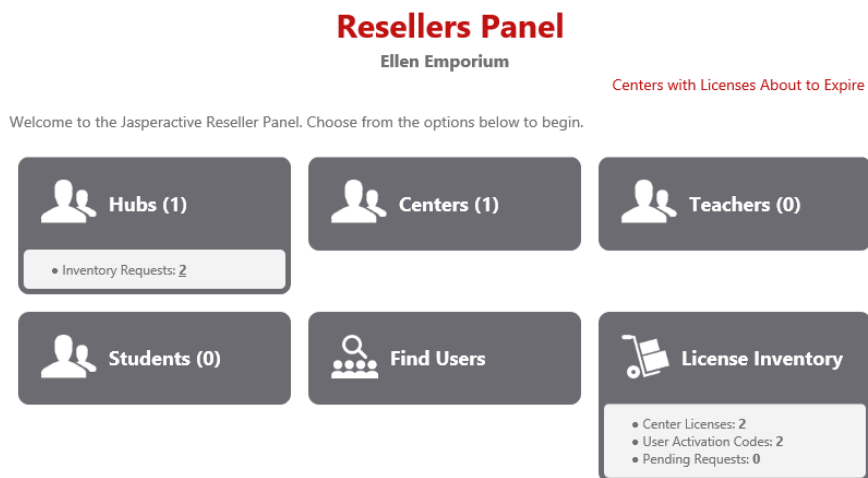 Resellers Panel
Ellen Emporium
Centers with Licenses About to Expire
Welcome to the Jasperactive Reseller Panel. Choose from the options below to begin.
Hubs (1)
• Inventory Requests: 2
Centers (1)
Teachers (0)
Students (0)
Find Users
License Inventory
• Center Licenses: 2
• User Activation Codes: 2
• Pending Requests: 0